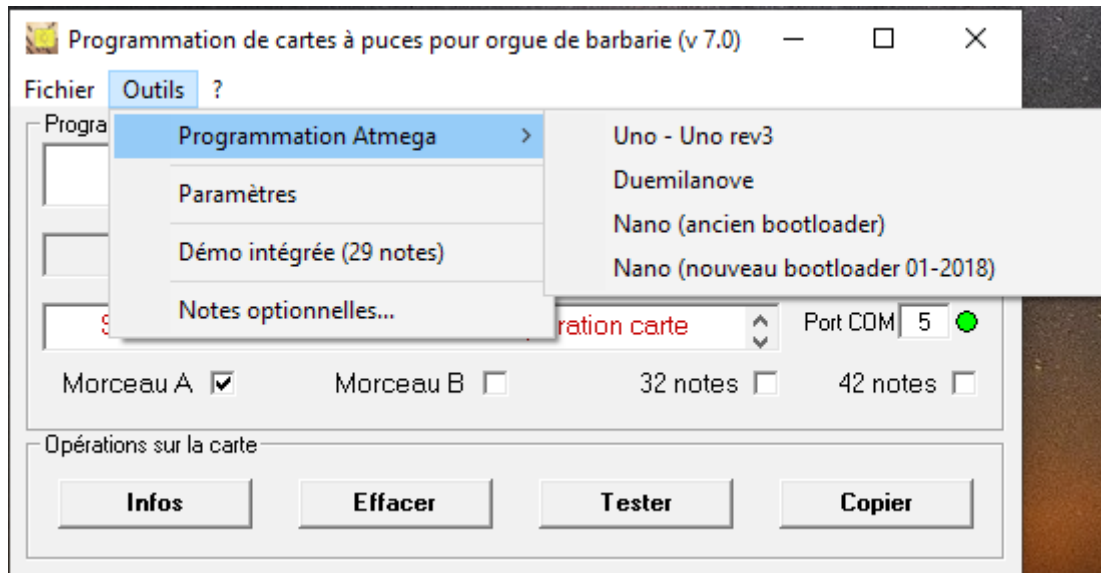 Programmation de cartes à puces pour orgue de barbarie (v 7.0)
Fichier Outils ?
Progra
Programmation Atmega
Paramètres
Démo intégrée (29 notes)
Notes optionnelles...
Uno - Uno rev3
Duemilanove
Nano (ancien bootloader)
Nano (nouveau bootloader 01-2018)
ration carte
Port COM 5
Morceau A Morceau B 32 notes 42 notes
Opérations sur la carte
Infos Effacer Tester Copier